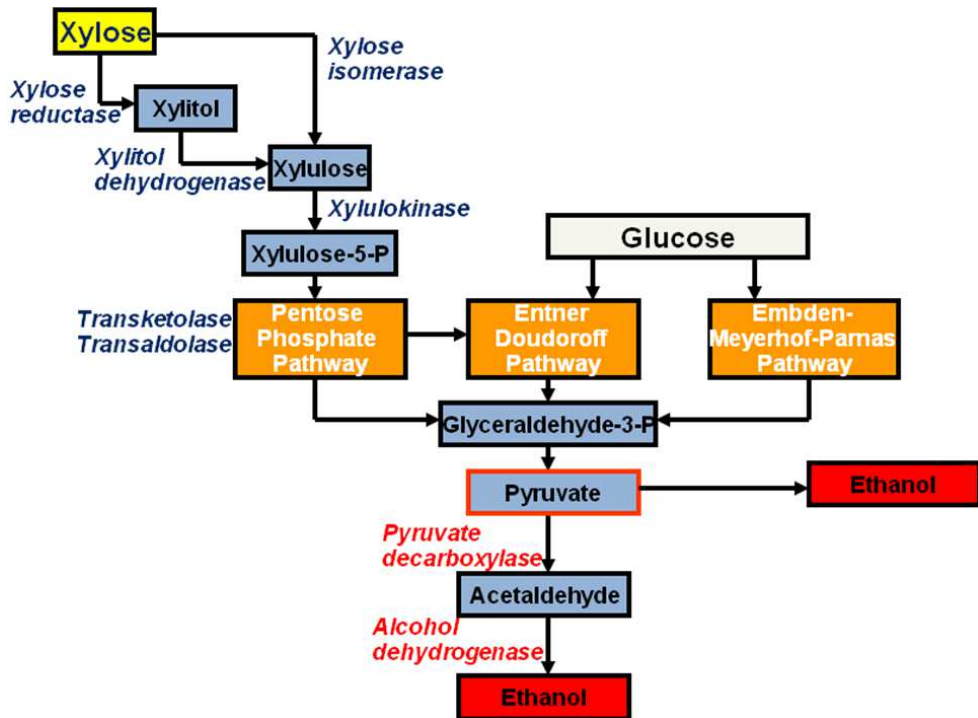 Xylose
Xylose
isomerase
Xylose
reductase
Xylitol
Xylitol
dehydrogenase
Xylulose
Xylulokinase
Xylulose-5-P
Glucose
Transketolase
Transaldolase
Pentose
Phosphate
Pathway
Entner
Doudoroff
Pathway
Embden-
Meyerhof-Parnas
Pathway
Glyceraldehyde-3-P
Pyruvate
Ethanol
Pyruvate
decarboxylase
Acetaldehyde
Alcohol
dehydrogenase
Ethanol